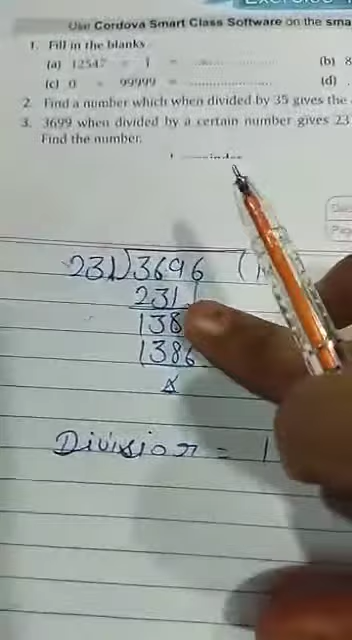 Use Cordova Smart Class Software on the sma
1. Fill in the blanks.
(a) 12547 ÷ 1 = ................ (b) 8
(c) 0 ÷ 99999 = ................ (d)
2. Find a number which when divided by 35 gives the
3. 3699 when divided by a certain number gives 23
Find the number.
231)3696(1
231
138
1386
Division = 1